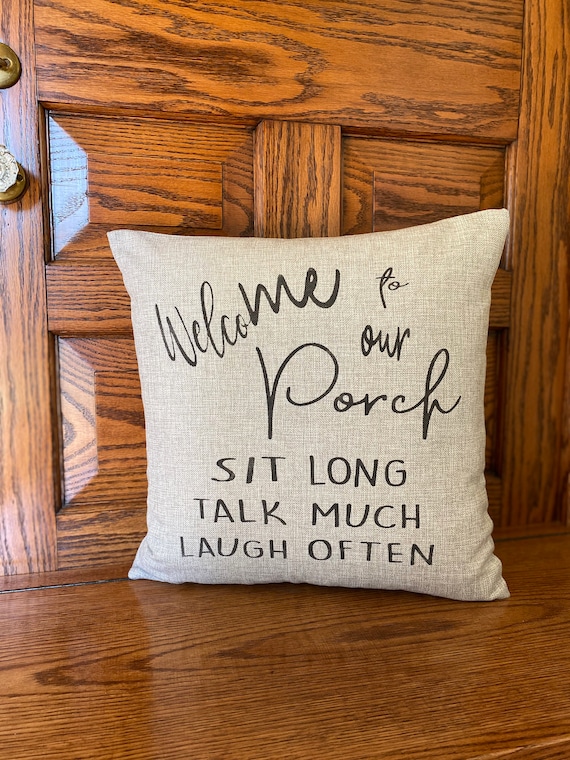 Welcome to
our
Porch
SIT LONG
TALK MUCH
LAUGH OFTEN